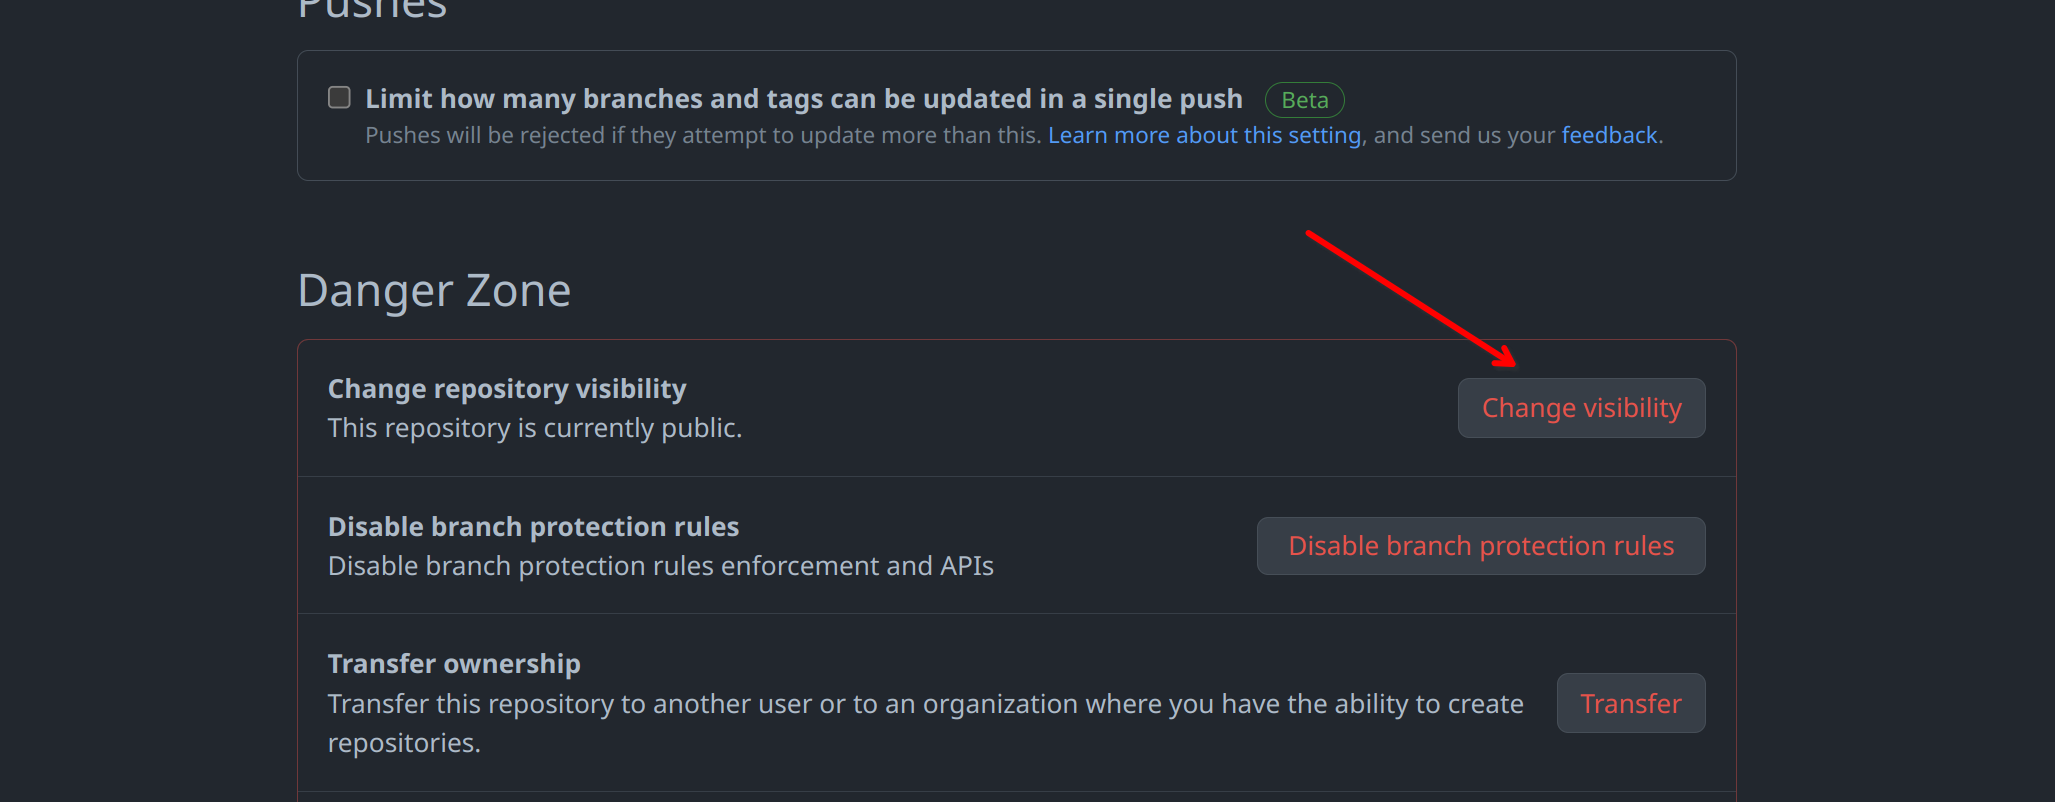 Pushes
Limit how many branches and tags can be updated in a single push Beta
Pushes will be rejected if they attempt to update more than this. Learn more about this setting, and send us your feedback.
Danger Zone
Change repository visibility
This repository is currently public.
Change visibility
Disable branch protection rules
Disable branch protection rules enforcement and APIs
Disable branch protection rules
Transfer ownership
Transfer this repository to another user or to an organization where you have the ability to create
repositories.
Transfer